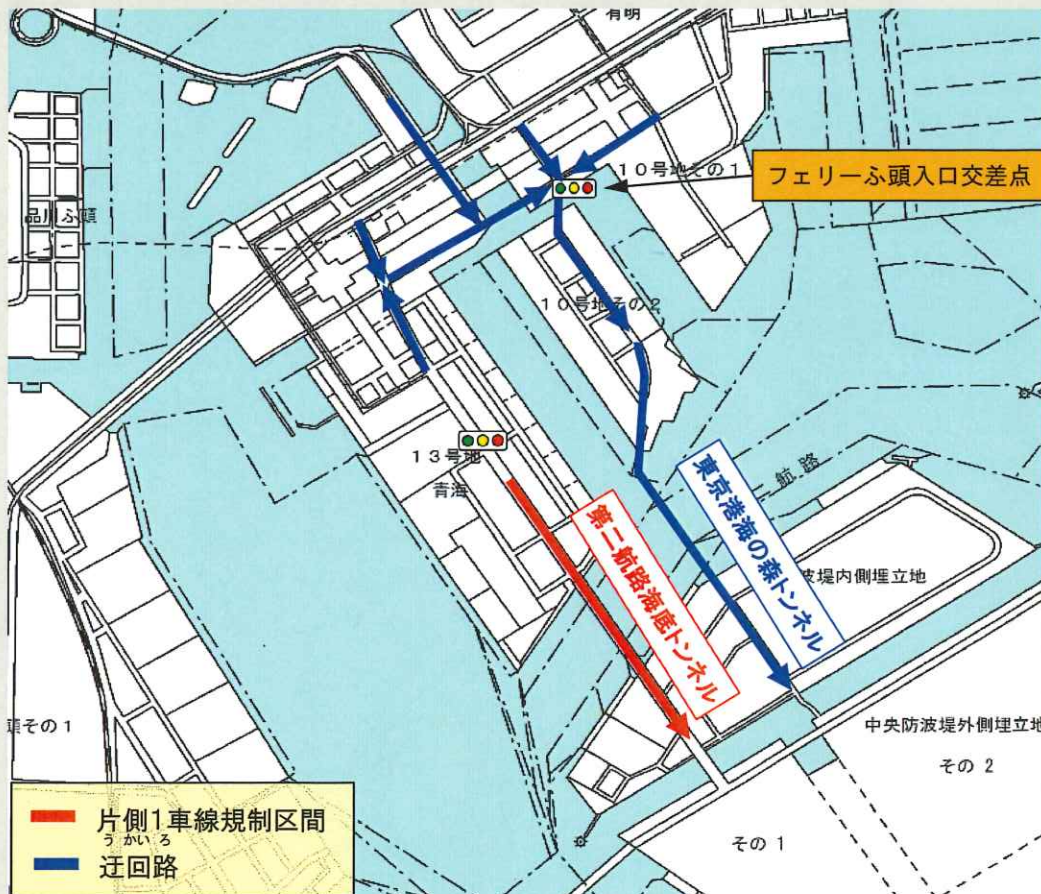 有明
10号地その1
フェリーふ頭入口交差点
品川ふ頭
10号地その2
13号地
青海
航路
東京港海の森トンネル
第二航路海底トンネル
波堤内側埋立地
頭その1
中央防波堤外側埋立地
その 2
その 1
片側1車線規制区間
うかいろ
迂回路